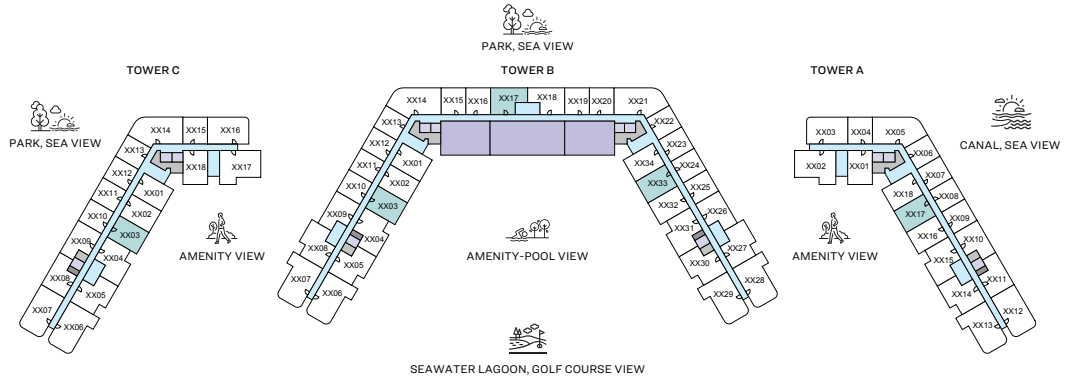 PARK, SEA VIEW
TOWER C
TOWER B
TOWER A
PARK, SEA VIEW
CANAL, SEA VIEW
AMENITY VIEW
AMENITY-POOL VIEW
AMENITY VIEW
SEAWATER LAGOON, GOLF COURSE VIEW
XX14
XX15
XX16
XX13
XX18
XX17
XX12
XX01
XX11
XX02
XX10
XX03
XX09
XX04
XX08
XX05
XX07
XX06
XX14
XX15
XX16
XX17
XX18
XX19
XX20
XX21
XX13
XX22
XX12
XX23
XX01
XX34
XX11
XX24
XX02
XX33
XX10
XX25
XX03
XX32
XX09
XX26
XX04
XX31
XX08
XX27
XX05
XX30
XX07
XX28
XX06
XX29
XX03
XX04
XX05
XX02
XX01
XX06
XX07
XX18
XX08
XX17
XX09
XX16
XX10
XX15
XX11
XX14
XX12
XX13